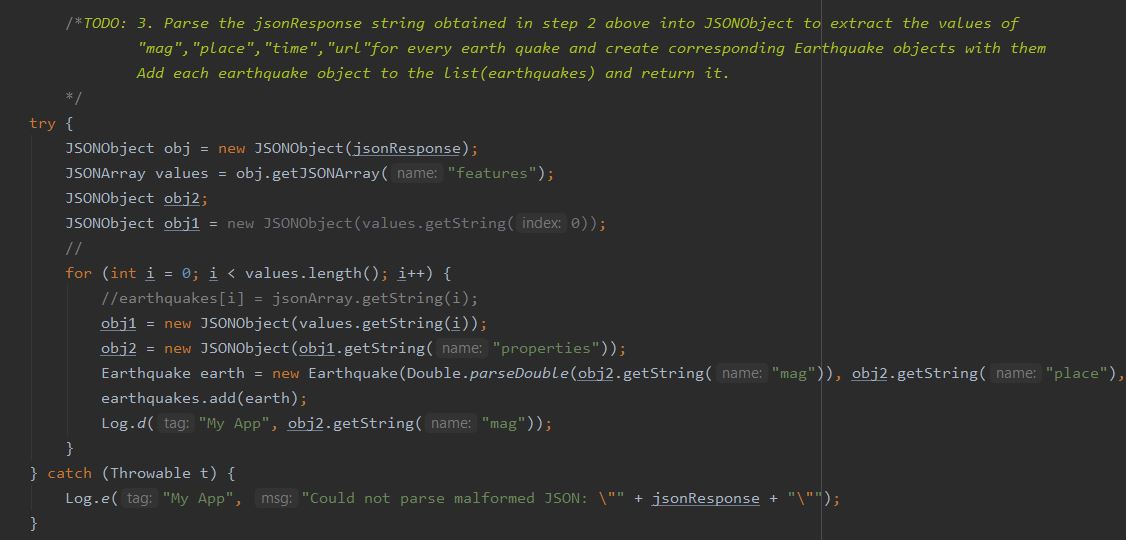 /*TODO: 3. Parse the jsonResponse string obtained in step 2 above into JSONObject to extract the values of
"mag","place","time","url"for every earth quake and create corresponding Earthquake objects with them
Add each earthquake object to the list(earthquakes) and return it.
*/
try {
JSONObject obj = new JSONObject(jsonResponse);
JSONArray values = obj.getJSONArray( name: "features");
JSONObject obj2;
JSONObject obj1 = new JSONObject(values.getString( index: 0));
//
for (int i = 0; i < values.length(); i++) {
//earthquakes[i] = jsonArray.getString(i);
obj1 = new JSONObject(values.getString(i));
obj2 = new JSONObject(obj1.getString( name: "properties"));
Earthquake earth = new Earthquake(Double.parseDouble(obj2.getString( name: "mag")), obj2.getString( name: "place"),
earthquakes.add(earth);
Log.d( tag: "My App", obj2.getString( name: "mag"));
}
} catch (Throwable t) {
Log.e( tag: "My App", msg: "Could not parse malformed JSON: \"" + jsonResponse + "\"");
}